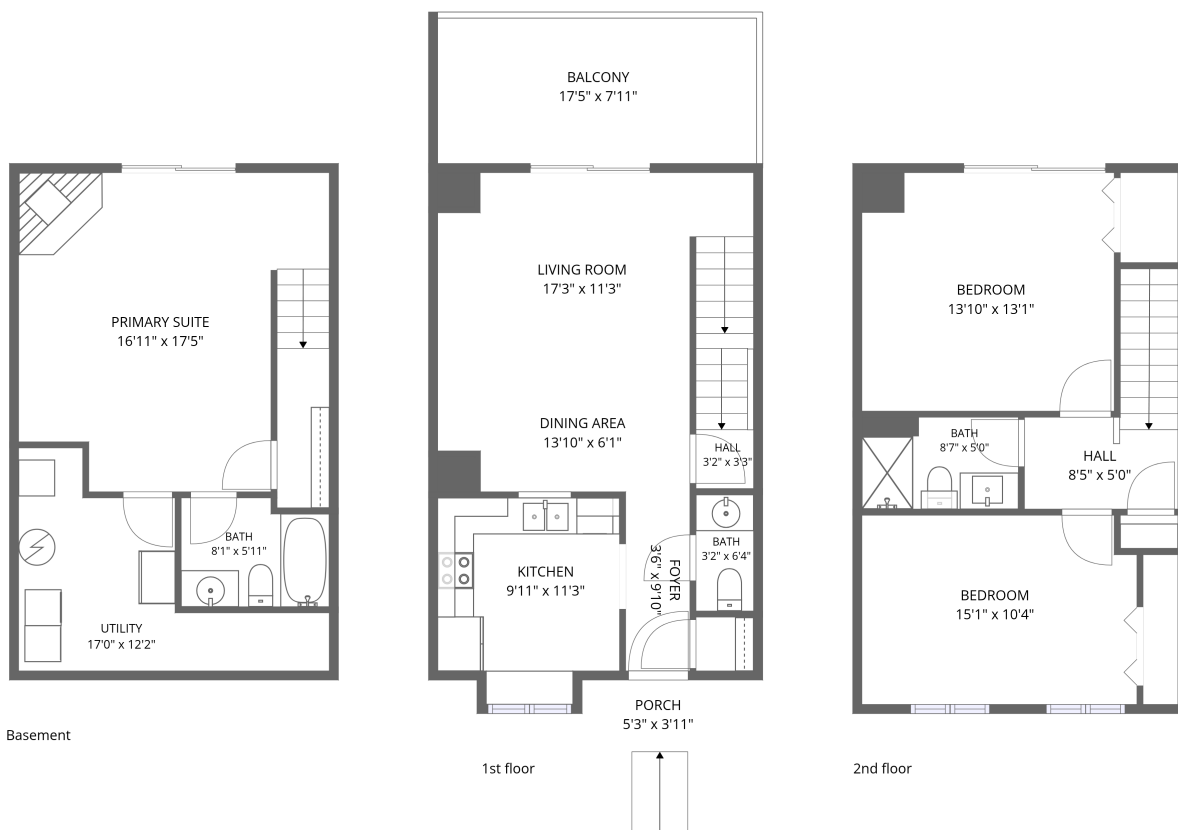 BALCONY
17'5" x 7'11"
PRIMARY SUITE
16'11" x 17'5"
BATH
8'1" x 5'11"
UTILITY
17'0" x 12'2"
Basement
LIVING ROOM
17'3" x 11'3"
DINING AREA
13'10" x 6'1"
HALL
3'2" x 3'3"
BATH
3'2" x 6'4"
KITCHEN
9'11" x 11'3"
FOYER
3'6" x 9'10"
PORCH
5'3" x 3'11"
1st floor
BEDROOM
13'10" x 13'1"
BATH
8'7" x 5'0"
HALL
8'5" x 5'0"
BEDROOM
15'1" x 10'4"
2nd floor